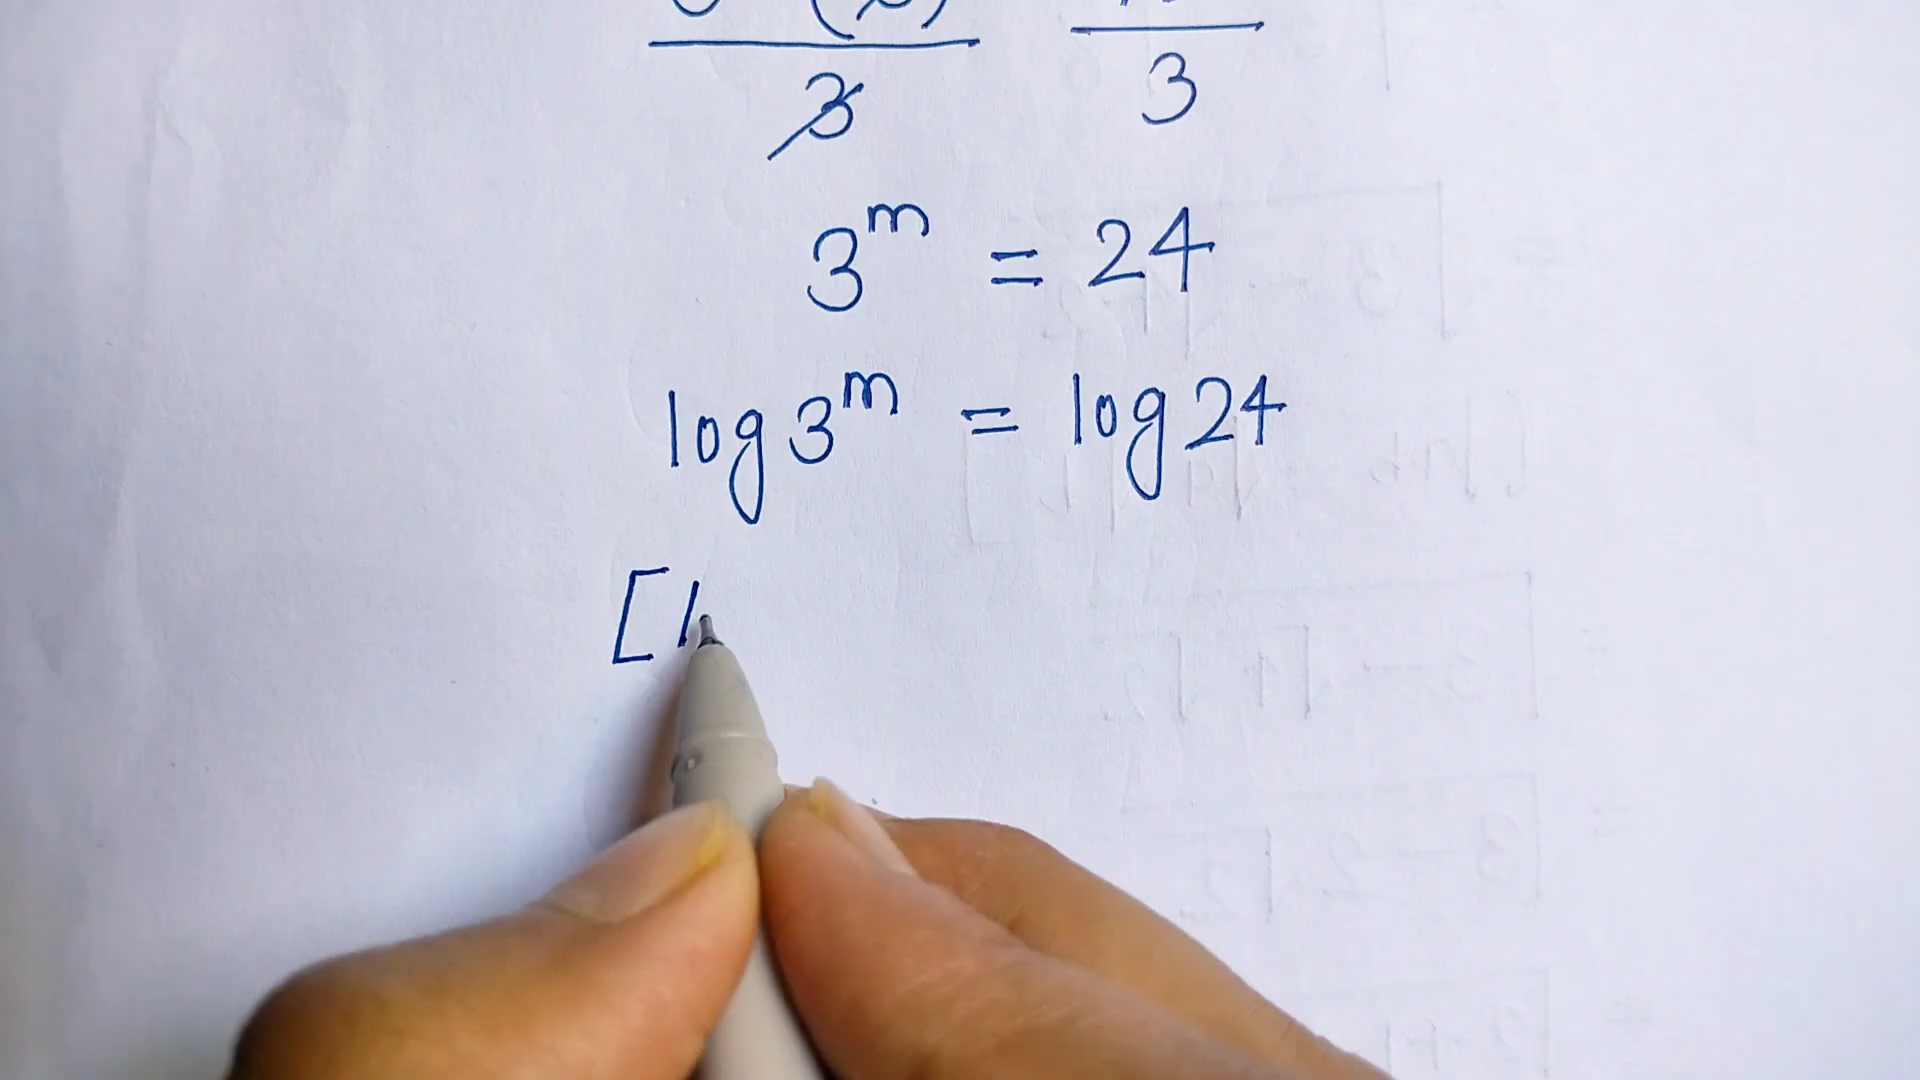 3 3
3^m = 24
log 3^m = log 24
[ l